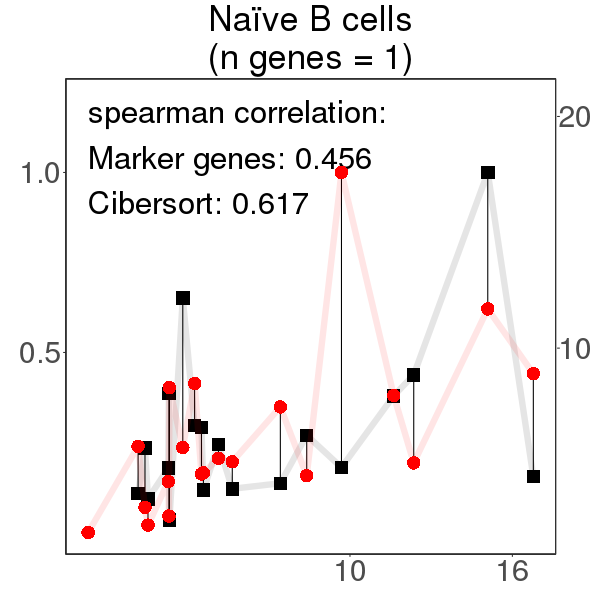 Naïve B cells
(n genes = 1)
spearman correlation:
Marker genes: 0.456
Cibersort: 0.617
1.0
0.5
20
10
10
16